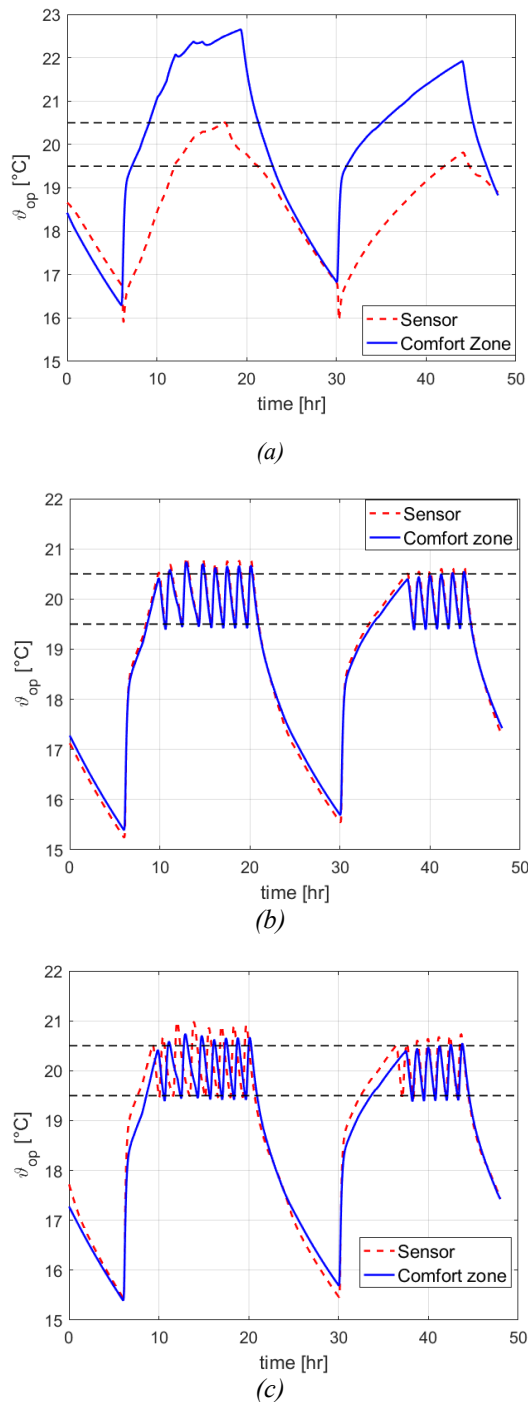 23
22
21
20
19
18
17
16
15
ϑop [°C]
Sensor
Comfort Zone
0 10 20 30 40 50
time [hr]
(a)
22
21
20
19
18
17
16
15
ϑop [°C]
Sensor
Comfort zone
0 10 20 30 40 50
time [hr]
(b)
22
21
20
19
18
17
16
15
ϑop [°C]
Sensor
Comfort zone
0 10 20 30 40 50
time [hr]
(c)